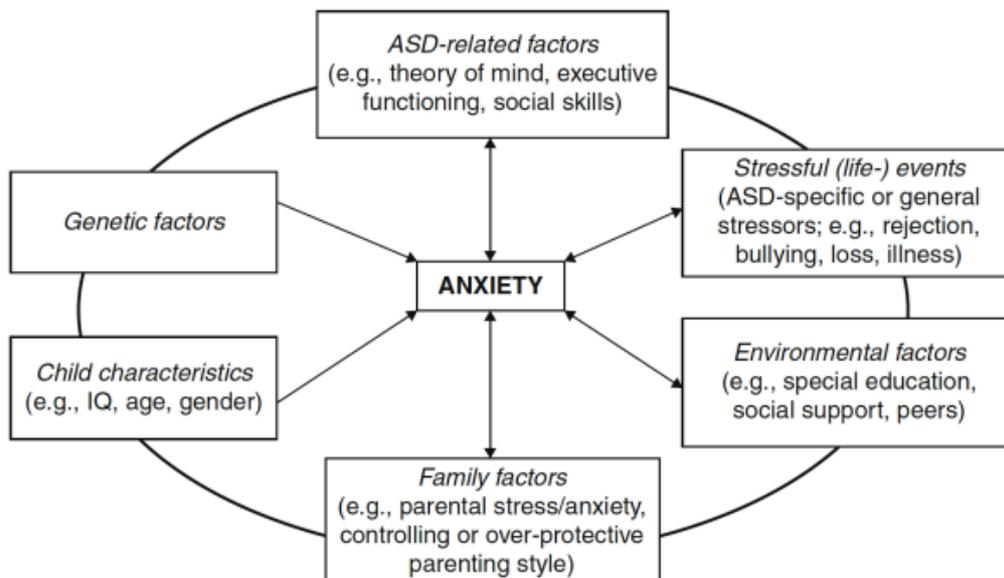 ASD-related factors
(e.g., theory of mind, executive
functioning, social skills)
Genetic factors
Stressful (life-) events
(ASD-specific or general
stressors; e.g., rejection,
bullying, loss, illness)
ANXIETY
Child characteristics
(e.g., IQ, age, gender)
Environmental factors
(e.g., special education,
social support, peers)
Family factors
(e.g., parental stress/anxiety,
controlling or over-protective
parenting style)